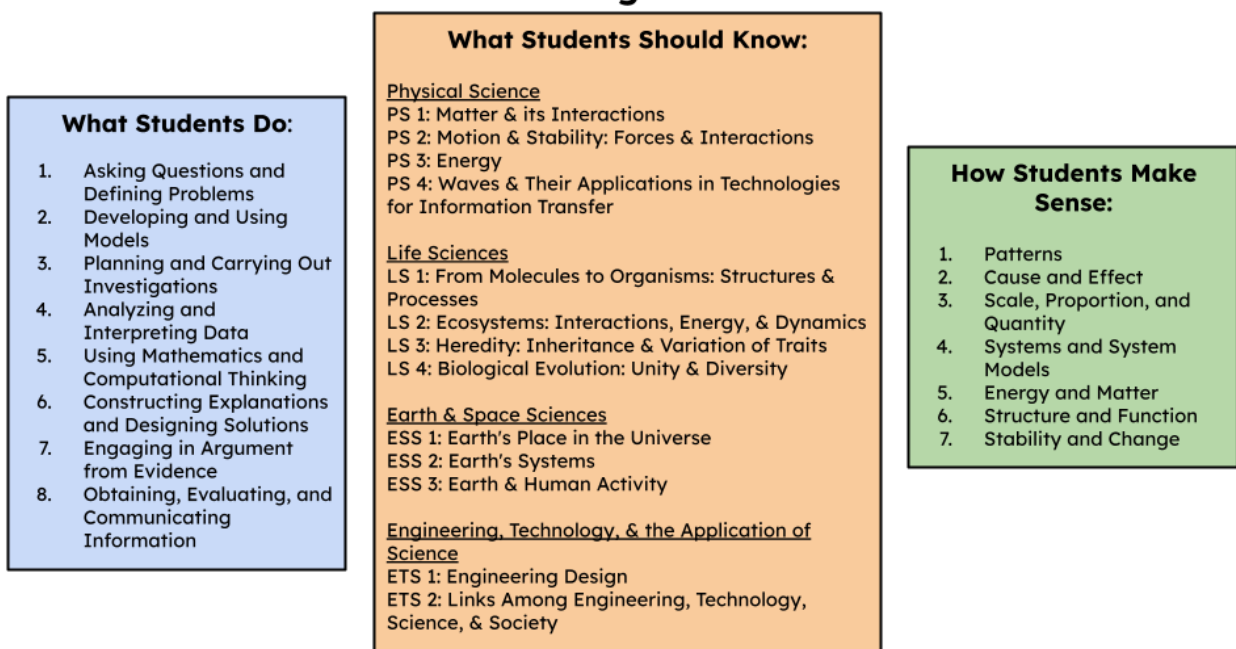 What Students Do:
1. Asking Questions and
Defining Problems
2. Developing and Using
Models
3. Planning and Carrying Out
Investigations
4. Analyzing and
Interpreting Data
5. Using Mathematics and
Computational Thinking
6. Constructing Explanations
and Designing Solutions
7. Engaging in Argument
from Evidence
8. Obtaining, Evaluating, and
Communicating
Information
What Students Should Know:
Physical Science
PS 1: Matter & its Interactions
PS 2: Motion & Stability: Forces & Interactions
PS 3: Energy
PS 4: Waves & Their Applications in Technologies
for Information Transfer
Life Sciences
LS 1: From Molecules to Organisms: Structures &
Processes
LS 2: Ecosystems: Interactions, Energy, & Dynamics
LS 3: Heredity: Inheritance & Variation of Traits
LS 4: Biological Evolution: Unity & Diversity
Earth & Space Sciences
ESS 1: Earth's Place in the Universe
ESS 2: Earth's Systems
ESS 3: Earth & Human Activity
Engineering, Technology, & the Application of
Science
ETS 1: Engineering Design
ETS 2: Links Among Engineering, Technology,
Science, & Society
How Students Make
Sense:
1. Patterns
2. Cause and Effect
3. Scale, Proportion, and
Quantity
4. Systems and System
Models
5. Energy and Matter
6. Structure and Function
7. Stability and Change